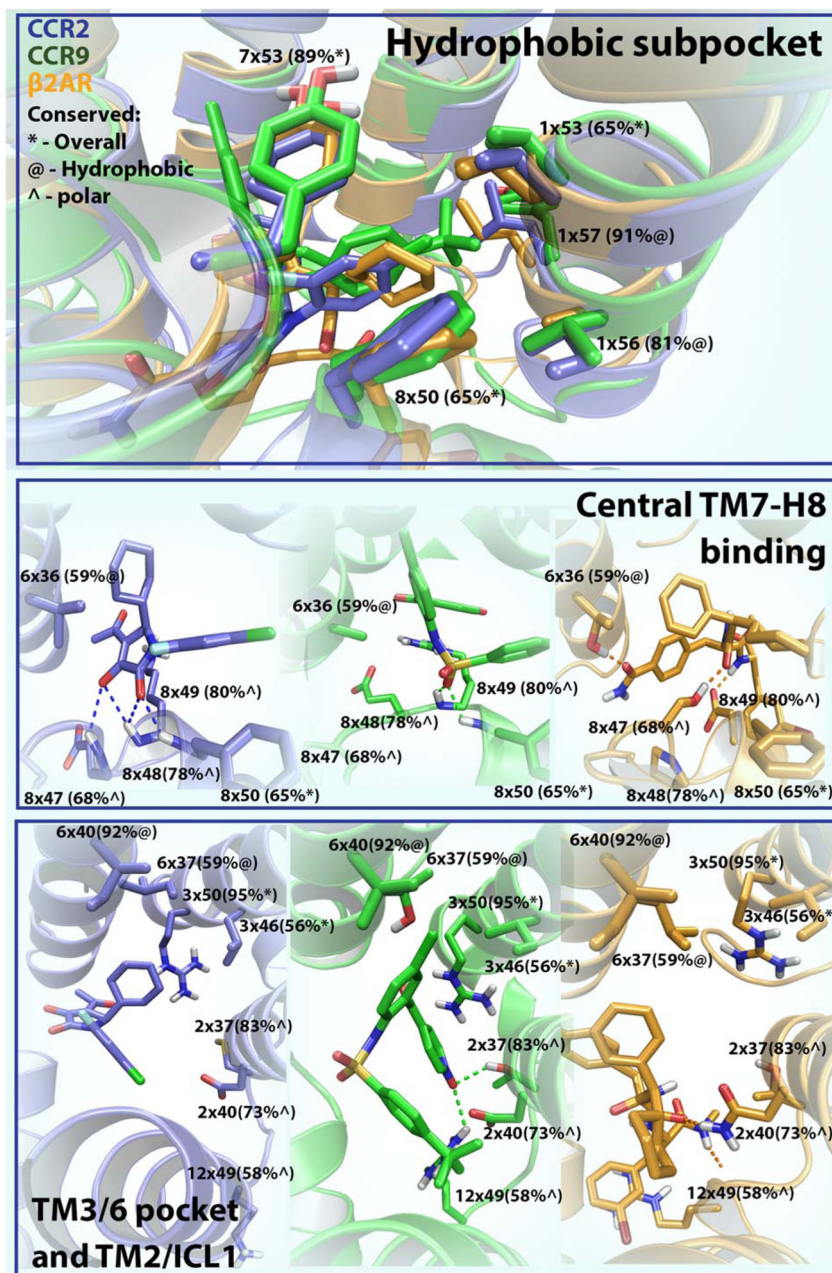 CCR2
CCR9
β2AR
Conserved:
* - Overall
@ - Hydrophobic
^ - polar
7x53 (89%*)
Hydrophobic subpocket
1x53 (65%*)
1x57 (91%@)
1x56 (81%@)
8x50 (65%*)
Central TM7-H8
binding
6x36 (59%@)
8x49 (80%^)
8x48(78%^)
8x47 (68%^)
8x50 (65%*)
6x36 (59%@)
8x49 (80%^)
8x48(78%^)
8x47 (68%^)
8x50 (65%*)
6x36 (59%@)
8x49 (80%^)
8x47 (68%^)
8x48(78%^)
8x50 (65%*)
6x40(92%@)
6x37(59%@)
3x50(95%*)
3x46(56%*)
2x37(83%^)
2x40(73%^)
12x49(58%^)
TM3/6 pocket
and TM2/ICL1
6x40(92%@)
6x37(59%@)
3x50(95%*)
3x46(56%*)
2x37(83%^)
2x40(73%^)
12x49(58%^)
6x40(92%@)
3x50(95%*)
3x46(56%*
6x37(59%@)
2x37(83%^)
2x40(73%^)
12x49(58%^)